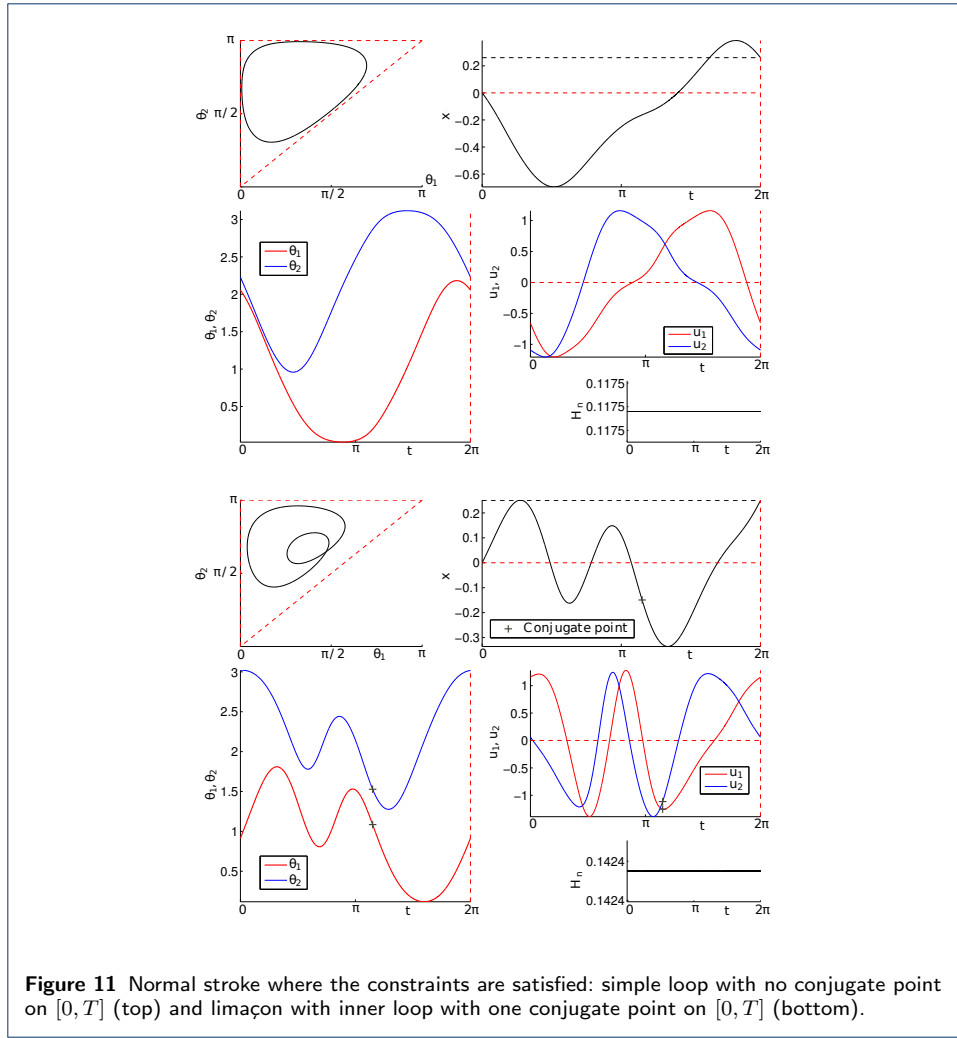 π
θ2 π/2
0
0 π/2 π
θ1
0.2
0
−0.2
−0.4
−0.6
x
0 π t 2π
3
2.5
2
1.5
1
0.5
θ1, θ2
θ1
θ2
0 π t 2π
1
0.5
0
−0.5
−1
u1, u2
u1
u2
0 π t 2π
0.1175
0.1175
0.1175
Hn
0 π t 2π
π
θ2 π/2
0
0 π/2 θ1 π
0.2
0.1
0
−0.1
−0.2
−0.3
x
+ Conjugate point
0 π t 2π
3
2.5
2
1.5
1
0.5
θ1, θ2
θ1
θ2
0 π t 2π
1
0.5
0
−0.5
−1
u1, u2
u1
u2
0 π t 2π
0.1424
0.1424
Hn
0 π t 2π
Figure 11 Normal stroke where the constraints are satisfied: simple loop with no conjugate point
on [0, T] (top) and limaçon with inner loop with one conjugate point on [0, T] (bottom).